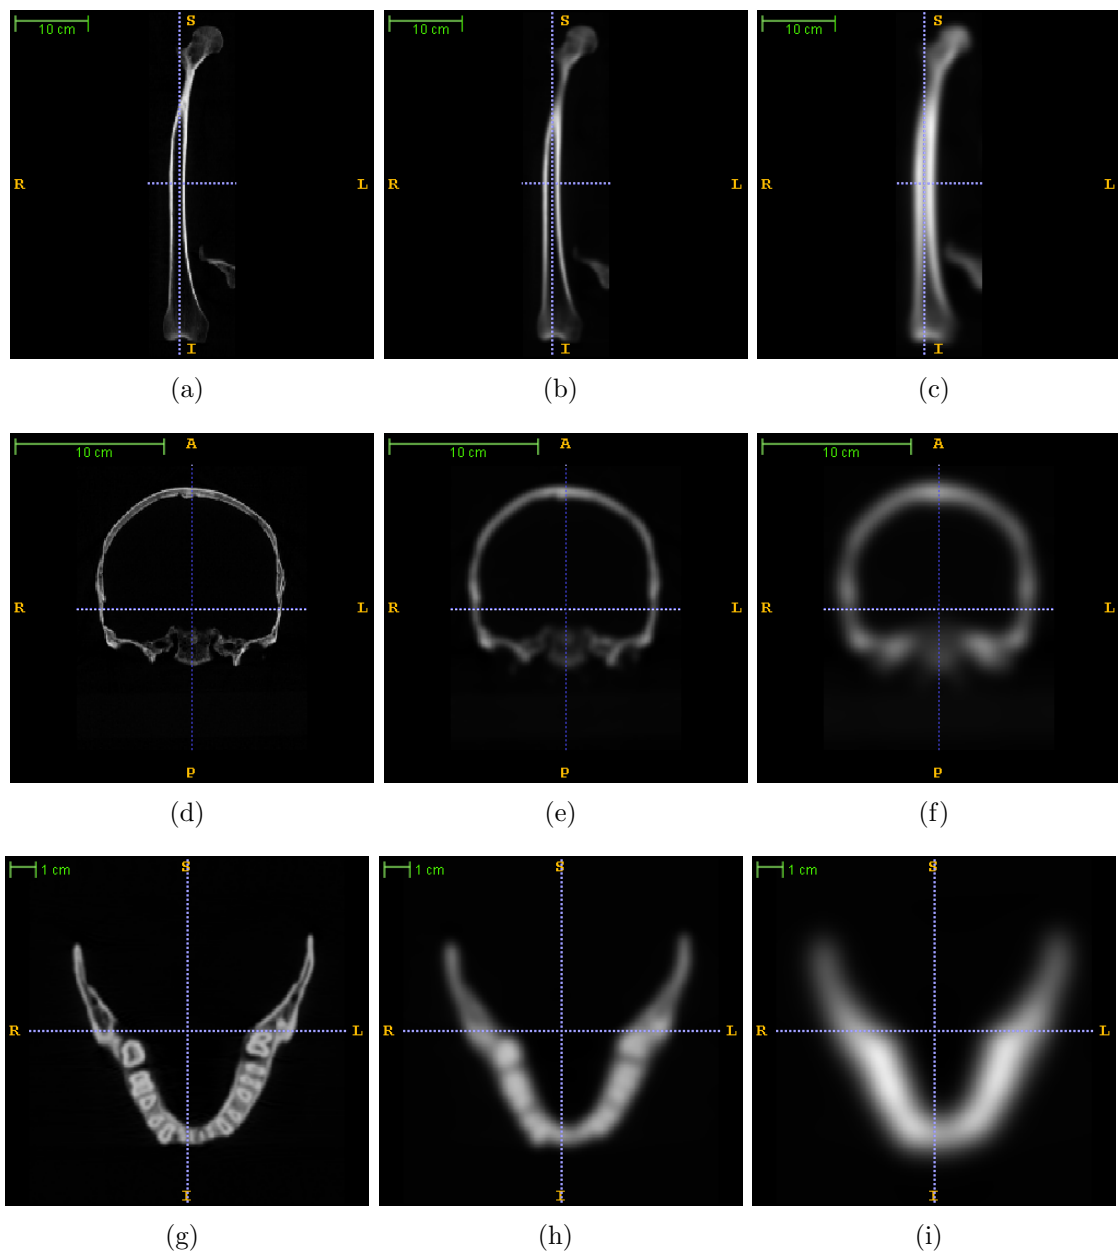 S S S
10 cm 10 cm 10 cm
R L R L R L
I I I
(a) (b) (c)
A A A
10 cm 10 cm 10 cm
R L R L R L
P P P
(d) (e) (f)
S S S
1 cm 1 cm 1 cm
R L R L R L
I I I
(g) (h) (i)